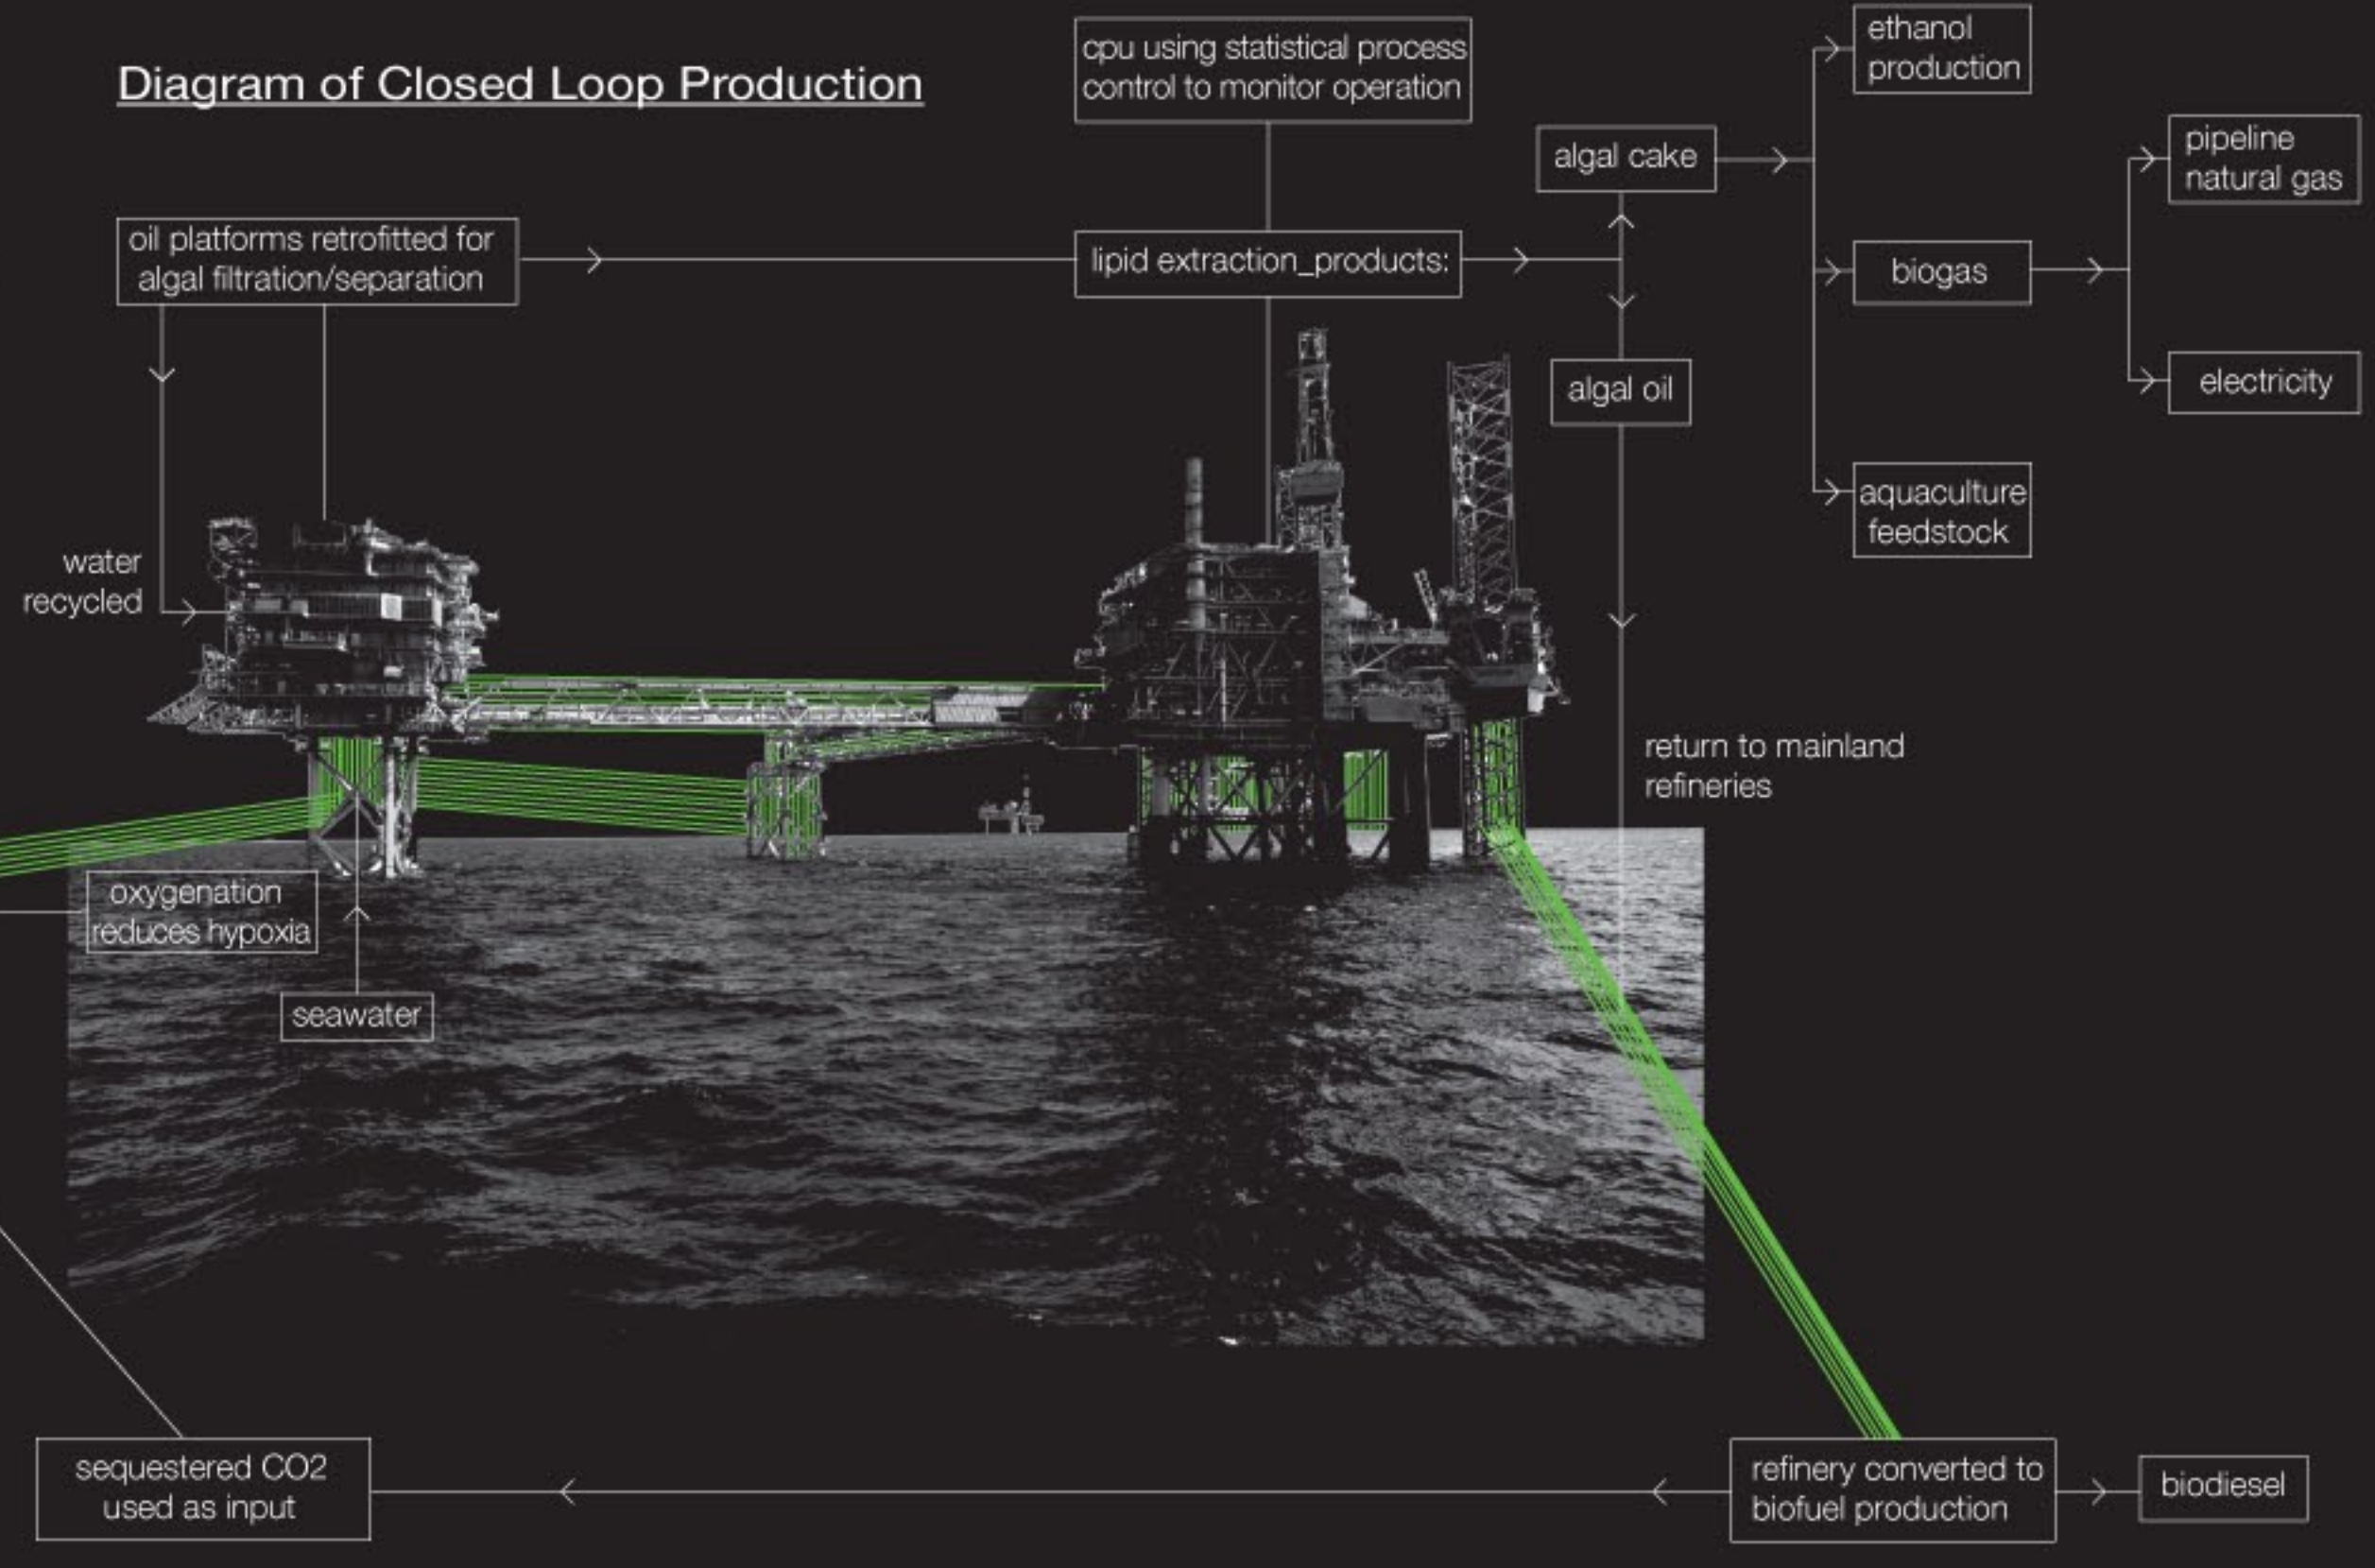 Diagram of Closed Loop Production
cpu using statistical process
control to monitor operation
ethanol
production
algal cake
pipeline
natural gas
oil platforms retrofitted for
algal filtration/separation
lipid extraction_products:
biogas
algal oil
electricity
aquaculture
feedstock
water
recycled
return to mainland
refineries
oxygenation
reduces hypoxia
seawater
sequestered CO2
used as input
refinery converted to
biofuel production
biodiesel